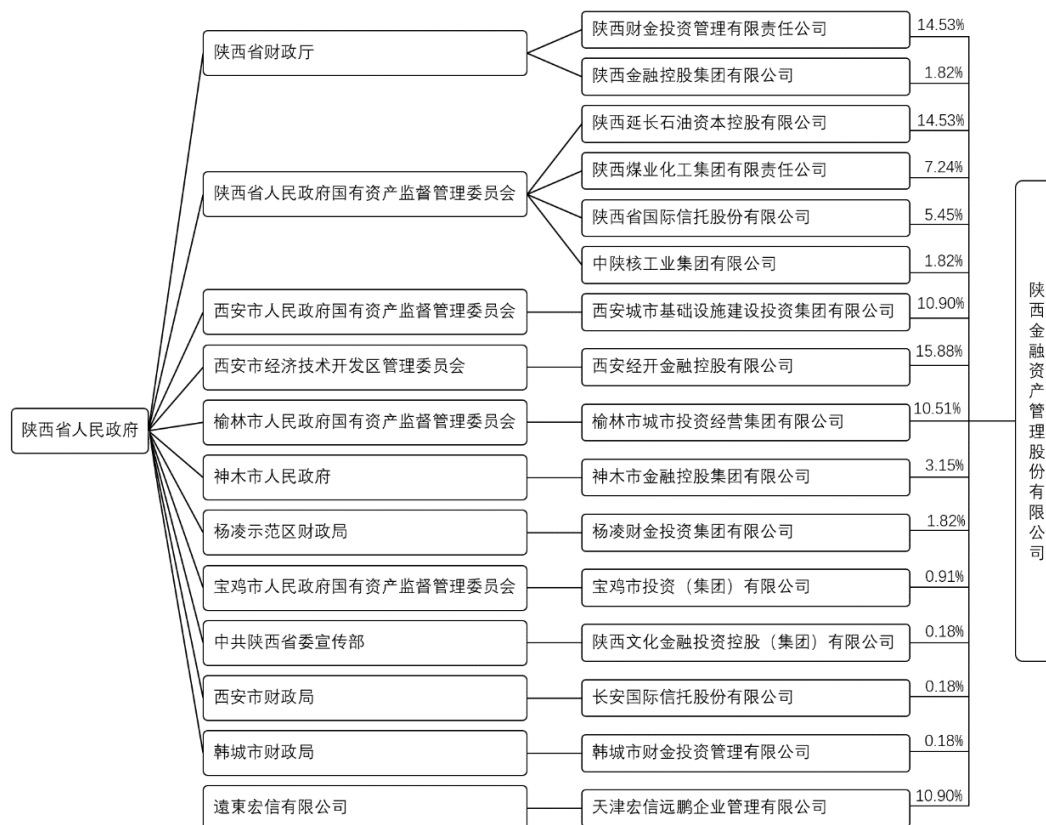 陕西省人民政府
陕西省财政厅
陕西省人民政府国有资产监督管理委员会
西安市人民政府国有资产监督管理委员会
西安市经济技术开发区管理委员会
榆林市人民政府国有资产监督管理委员会
神木市人民政府
杨凌示范区财政局
宝鸡市人民政府国有资产监督管理委员会
中共陕西省委宣传部
西安市财政局
韩城市财政局
遠東宏信有限公司
陕西财金投资管理有限责任公司 14.53%
陕西金融控股集团有限公司 1.82%
陕西延长石油资本控股有限公司 14.53%
陕西煤业化工集团有限责任公司 7.24%
陕西省国际信托股份有限公司 5.45%
中陕核工业集团有限公司 1.82%
西安城市基础设施建设投资集团有限公司 10.90%
西安经开金融控股有限公司 15.88%
榆林市城市投资经营集团有限公司 10.51%
神木市金融控股集团有限公司 3.15%
杨凌财金投资集团有限公司 1.82%
宝鸡市投资（集团）有限公司 0.91%
陕西文化金融投资控股（集团）有限公司 0.18%
长安国际信托股份有限公司 0.18%
韩城市财金投资管理有限公司 0.18%
天津宏信远鹏企业管理有限公司 10.90%
陕西金融资产管理股份有限公司